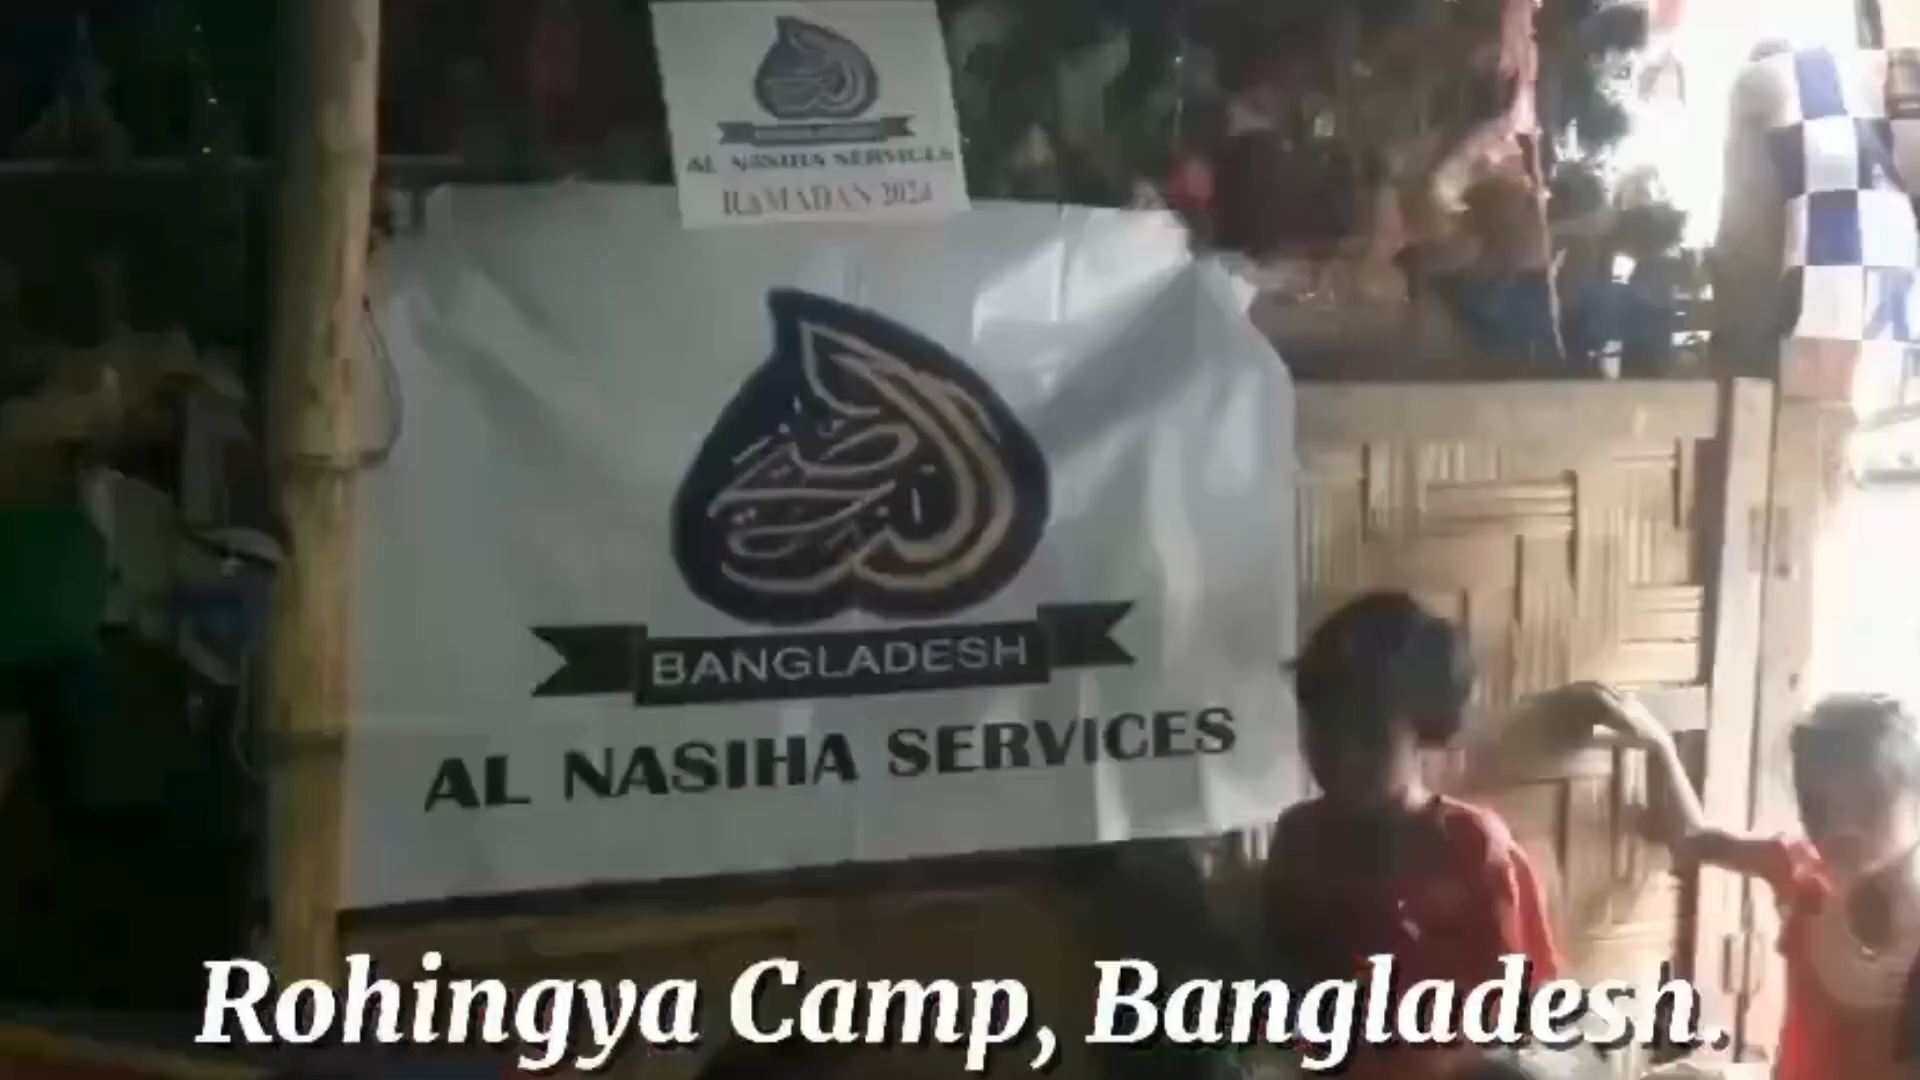 AL NASIHA SERVICES
RAMADAN 2024
BANGLADESH
AL NASIHA SERVICES
Rohingya Camp, Bangladesh.